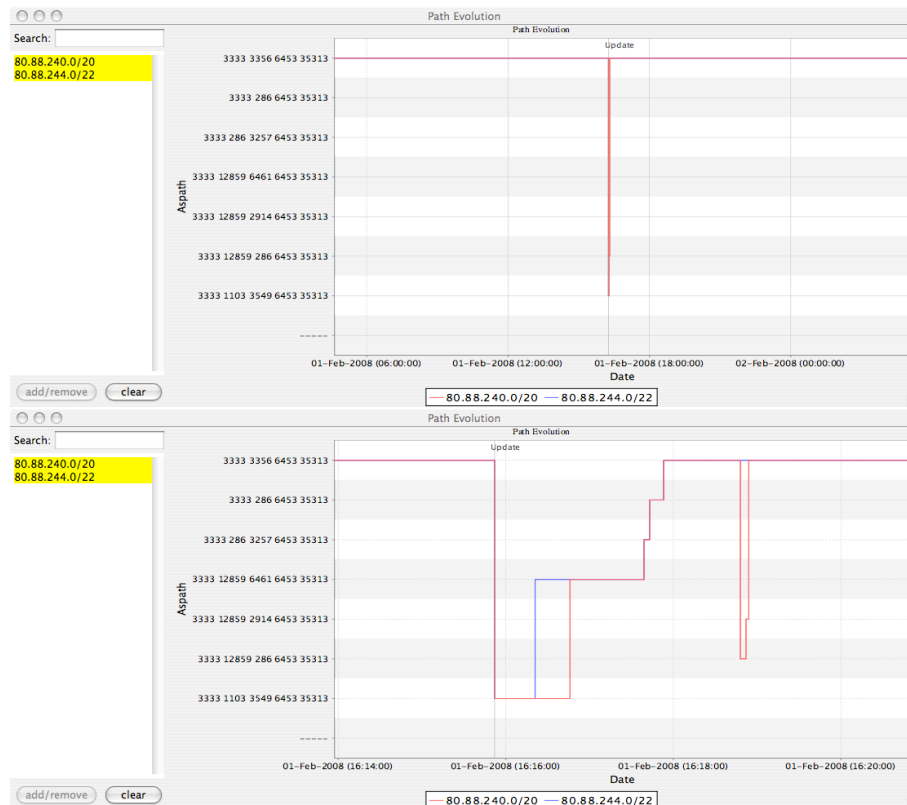 Path Evolution
Path Evolution
Search:
80.88.240.0/20
80.88.244.0/22
Update
Aspath
3333 3356 6453 35313
3333 286 6453 35313
3333 286 3257 6453 35313
3333 12859 6461 6453 35313
3333 12859 2914 6453 35313
3333 12859 286 6453 35313
3333 1103 3549 6453 35313
-----
01-Feb-2008 (06:00:00) 01-Feb-2008 (12:00:00) 01-Feb-2008 (18:00:00) 02-Feb-2008 (00:00:00)
Date
add/remove clear
80.88.240.0/20 80.88.244.0/22
Path Evolution
Path Evolution
Search:
80.88.240.0/20
80.88.244.0/22
Update
Aspath
3333 3356 6453 35313
3333 286 6453 35313
3333 286 3257 6453 35313
3333 12859 6461 6453 35313
3333 12859 2914 6453 35313
3333 12859 286 6453 35313
3333 1103 3549 6453 35313
-----
01-Feb-2008 (16:14:00) 01-Feb-2008 (16:16:00) 01-Feb-2008 (16:18:00) 01-Feb-2008 (16:20:00)
Date
add/remove clear
80.88.240.0/20 80.88.244.0/22